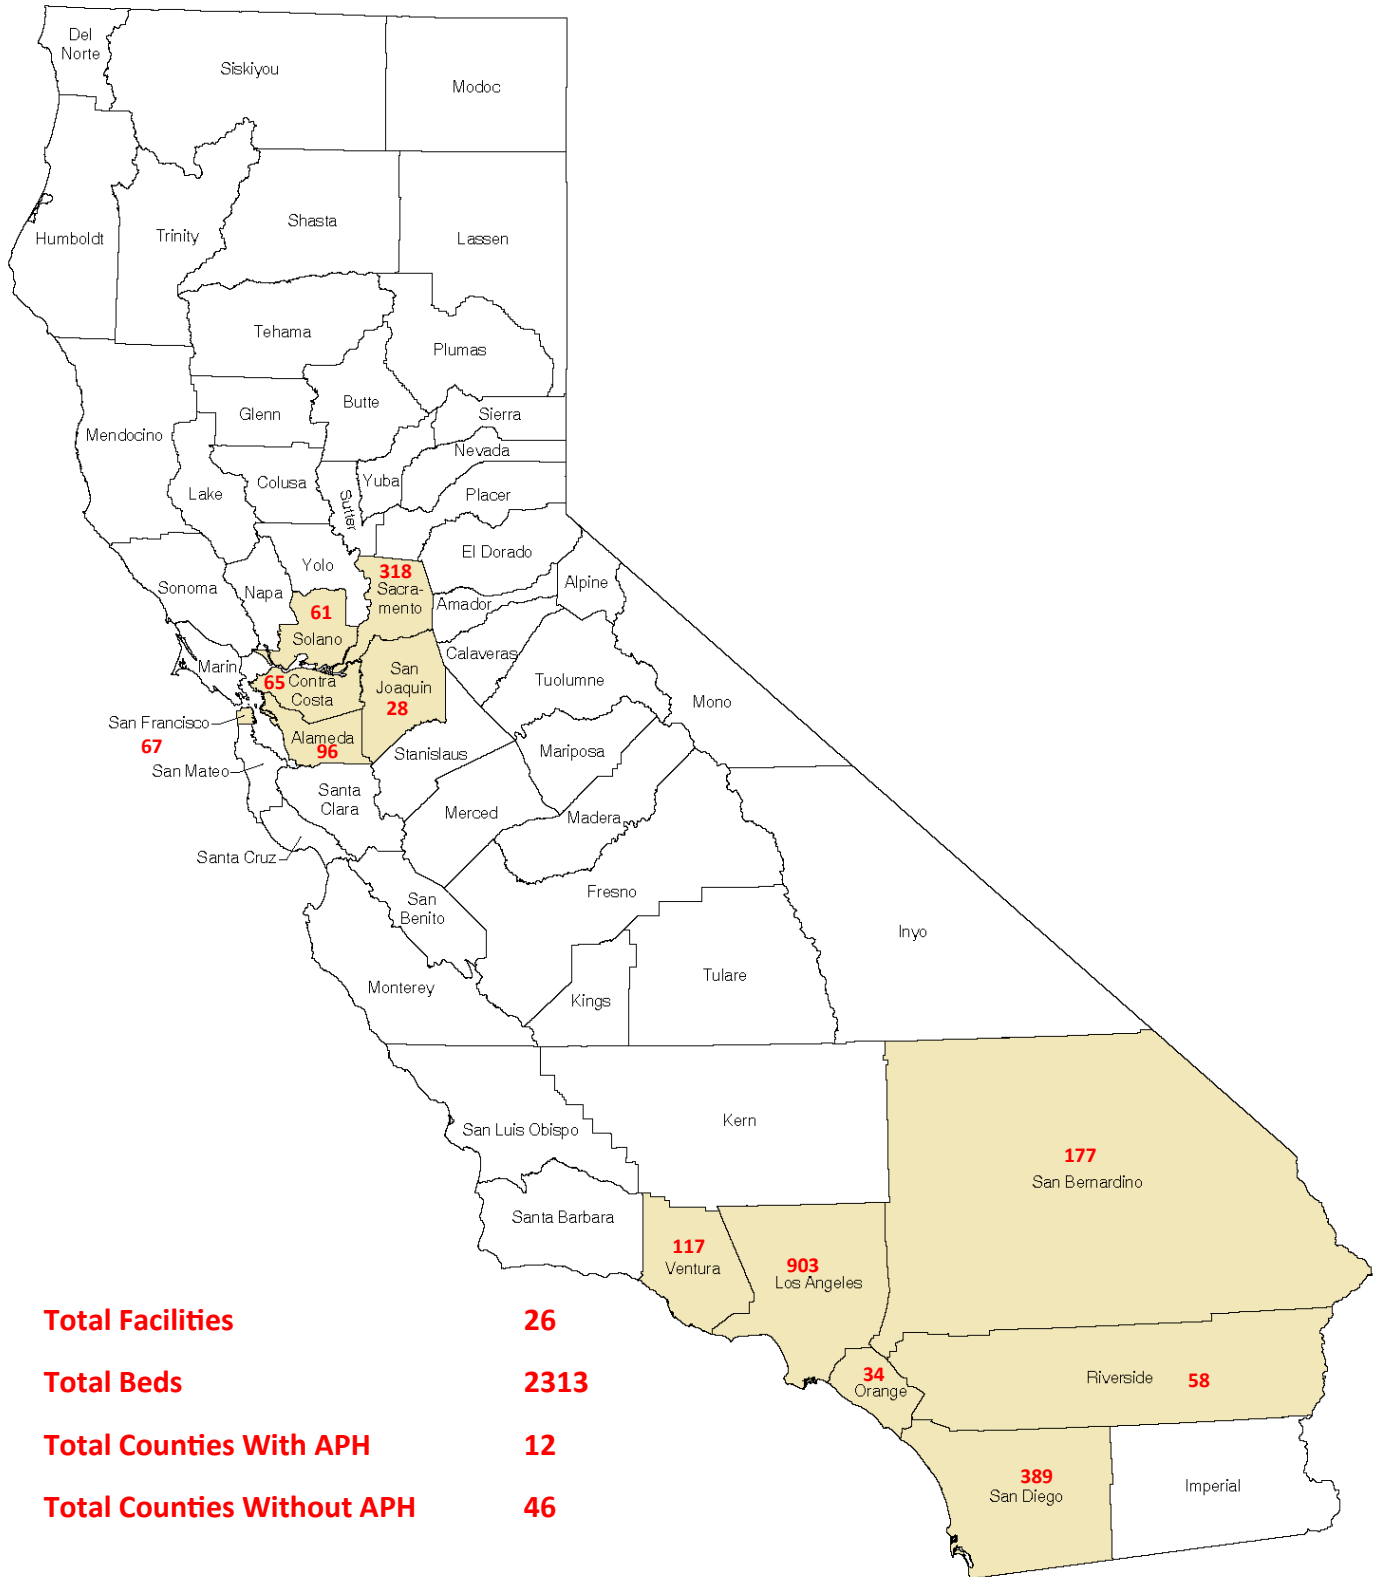 Del
Norte
Siskiyou
Modoc
Humboldt
Trinity
Shasta
Lassen
Tehama
Plumas
Mendocino
Glenn
Butte
Sierra
Nevada
Lake
Colusa
Sutter
Yuba
Placer
Sonoma
Napa
Yolo
318
Sacra-
mento
El Dorado
Alpine
Amador
61
Solano
Marin
65 Contra
Costa
San
Joaquin
28
Calaveras
Tuolumne
Mono
San Francisco
67
Alameda
96
Stanislaus
Mariposa
San Mateo
Santa
Clara
Merced
Madera
Santa Cruz
San
Benito
Fresno
Inyo
Monterey
Kings
Tulare
San Luis Obispo
Kern
177
San Bernardino
Santa Barbara
117
Ventura
903
Los Angeles
34
Orange
Riverside 58
389
San Diego
Imperial
Total Facilities 26
Total Beds 2313
Total Counties With APH 12
Total Counties Without APH 46